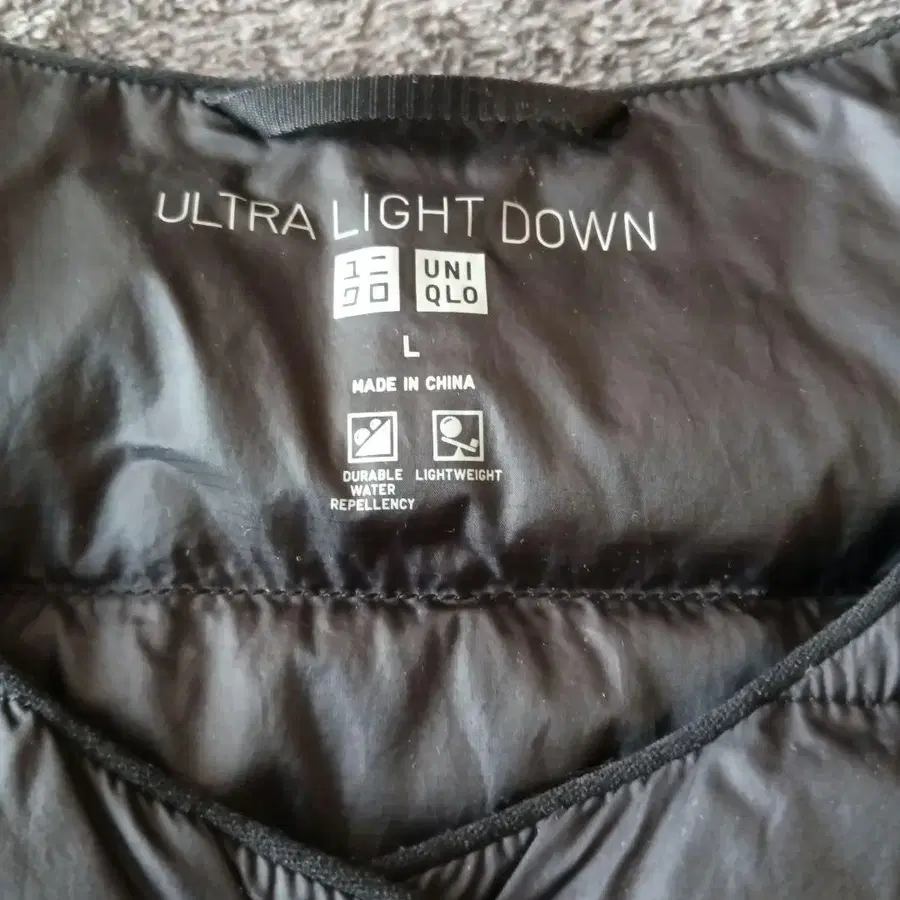 ULTRA LIGHT DOWN
ユニ UNI
クロ QLO
L
MADE IN CHINA
DURABLE LIGHTWEIGHT
WATER
REPELLENCY